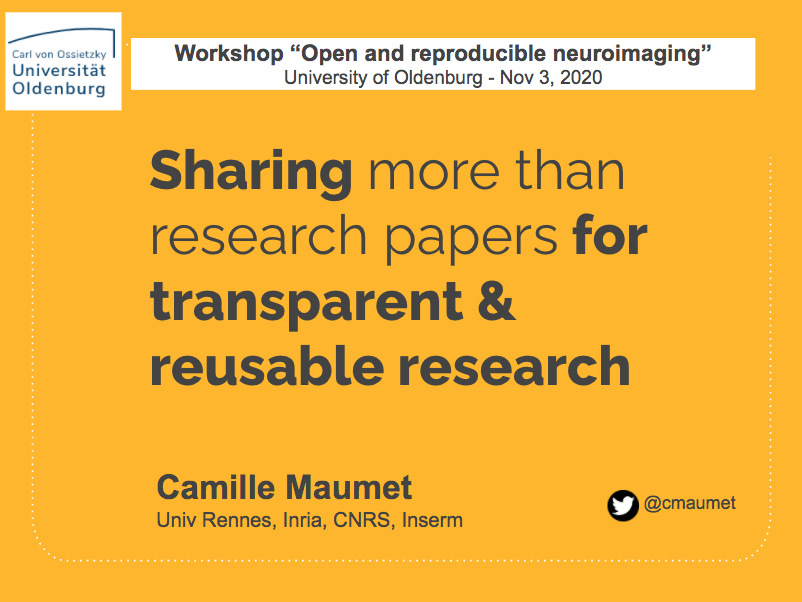 Carl von Ossietzky
Universität
Oldenburg
Workshop “Open and reproducible neuroimaging”
University of Oldenburg - Nov 3, 2020
Sharing more than
research papers for
transparent &
reusable research
Camille Maumet
Univ Rennes, Inria, CNRS, Inserm
@cmaumet